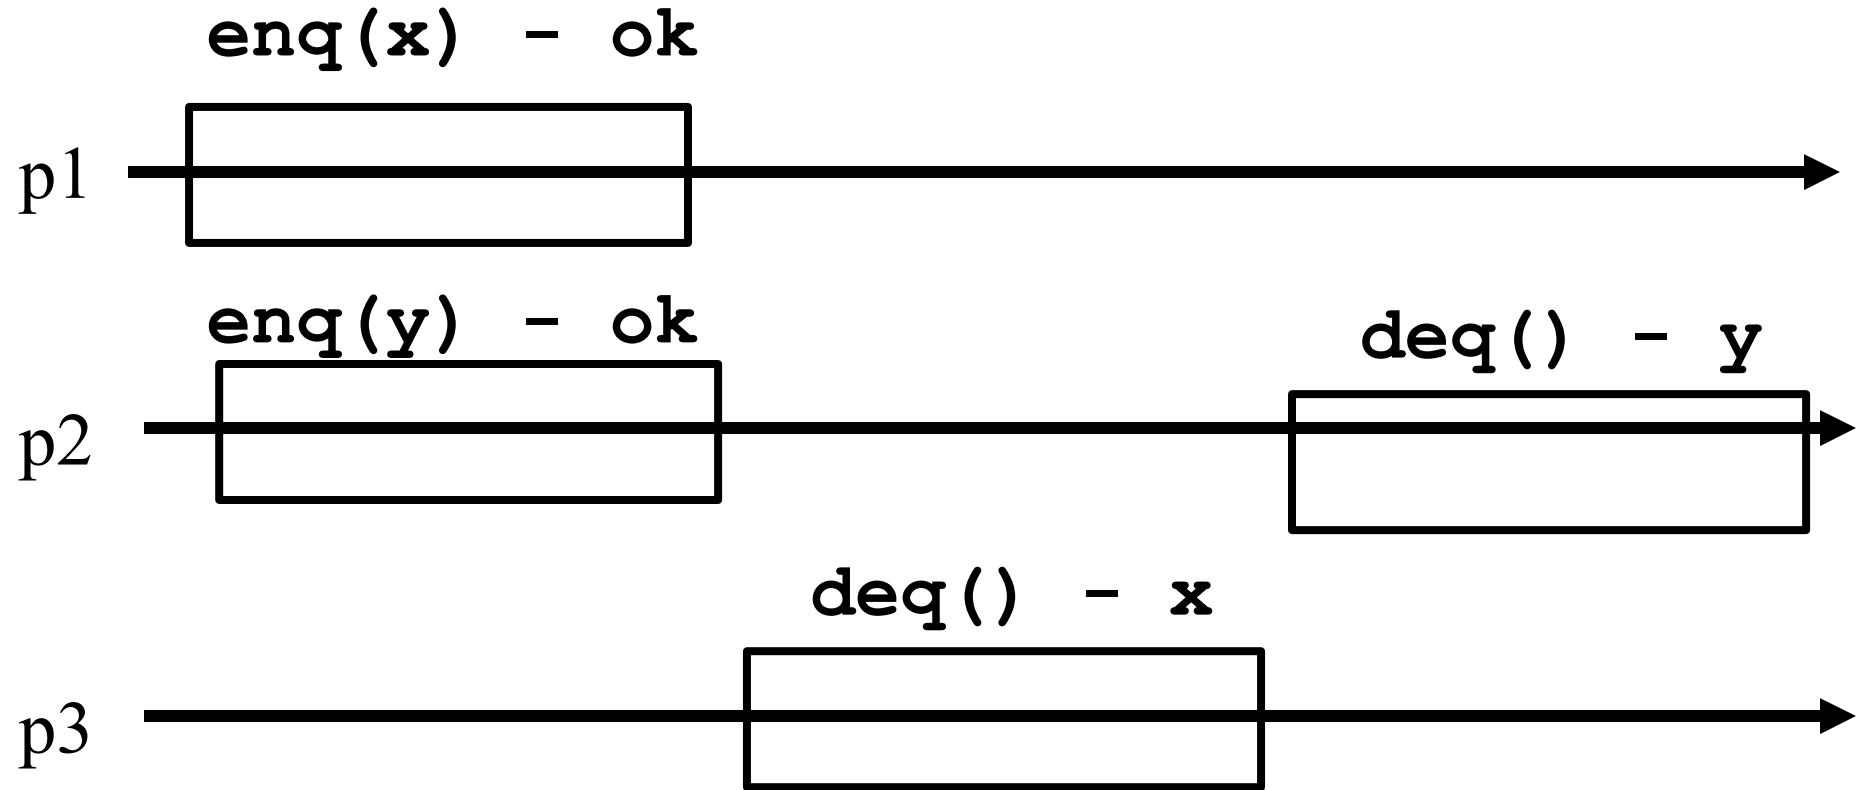 enq(x) - ok
p1
enq(y) - ok
deq() - y
p2
deq() - x
p3